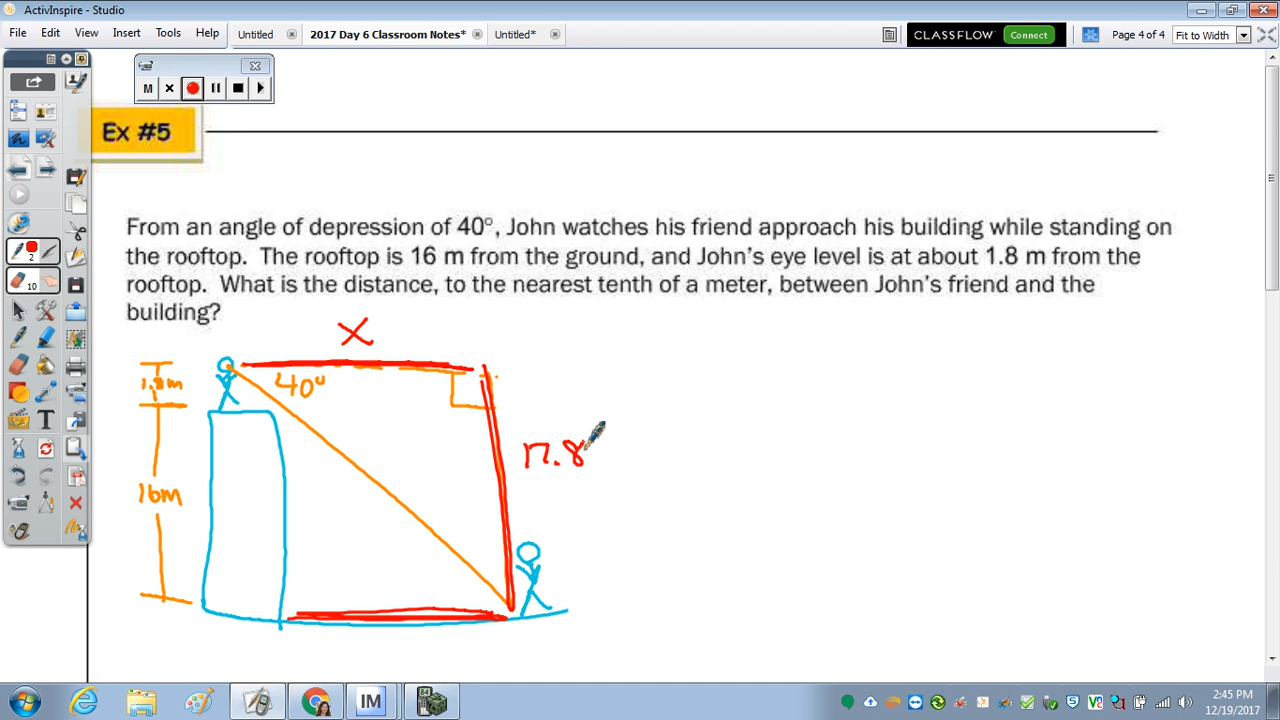 ActivInspire - Studio
File Edit View Insert Tools Help Untitled 2017 Day 6 Classroom Notes* Untitled* CLASSFLOW Connect Page 4 of 4 Fit to Width
M
Ex #5
From an angle of depression of 40°, John watches his friend approach his building while standing on
the rooftop. The rooftop is 16 m from the ground, and John's eye level is at about 1.8 m from the
rooftop. What is the distance, to the nearest tenth of a meter, between John's friend and the
building?
X
1.8m
40°
17.8
16m
2
10
T
IM
84
2:45 PM
12/19/2017